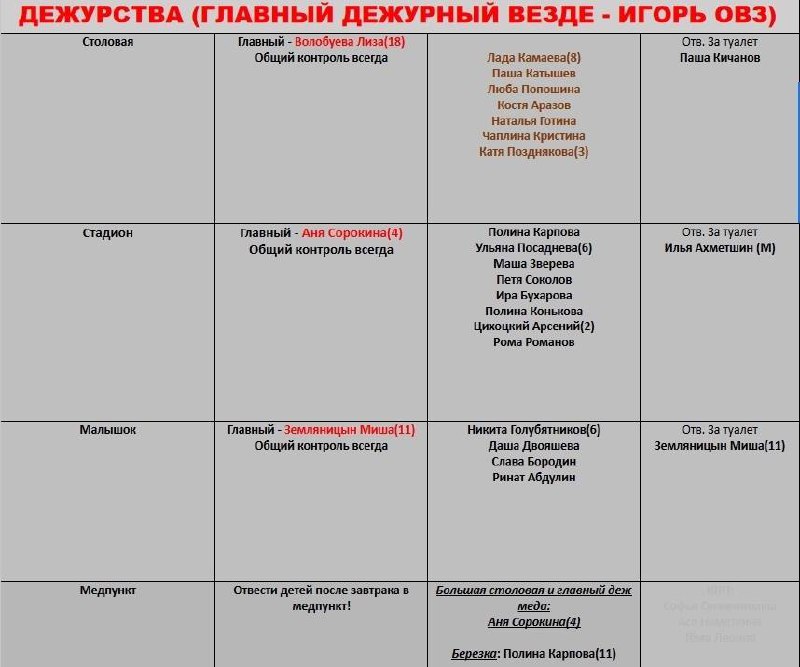 ДЕЖУРСТВА (ГЛАВНЫЙ ДЕЖУРНЫЙ ВЕЗДЕ - ИГОРЬ ОВЗ)
Столовая
Главный - Волобуева Лиза(18)
Общий контроль всегда
Лада Камаева(8)
Паша Катышев
Люба Попошина
Костя Аразов
Наталья Готина
Чаплина Кристина
Катя Позднякова(3)
Отв. За туалет
Паша Кичанов
Стадион
Главный - Аня Сорокина(4)
Общий контроль всегда
Полина Карпова
Ульяна Посаднева(6)
Маша Зверева
Петя Соколов
Ира Бухарова
Полина Конькова
Цихоцкий Арсений(2)
Рома Романов
Отв. За туалет
Илья Ахметшин (М)
Малышок
Главный - Земляницын Миша(11)
Общий контроль всегда
Никита Голубятников(6)
Даша Двояшева
Слава Бородин
Ринат Абдулин
Отв. За туалет
Земляницын Миша(11)
Медпункт
Отвести детей после завтрака в
медпункт!
Большая столовая и главный деж
меда:
Аня Сорокина(4)
Березка: Полина Карпова(11)